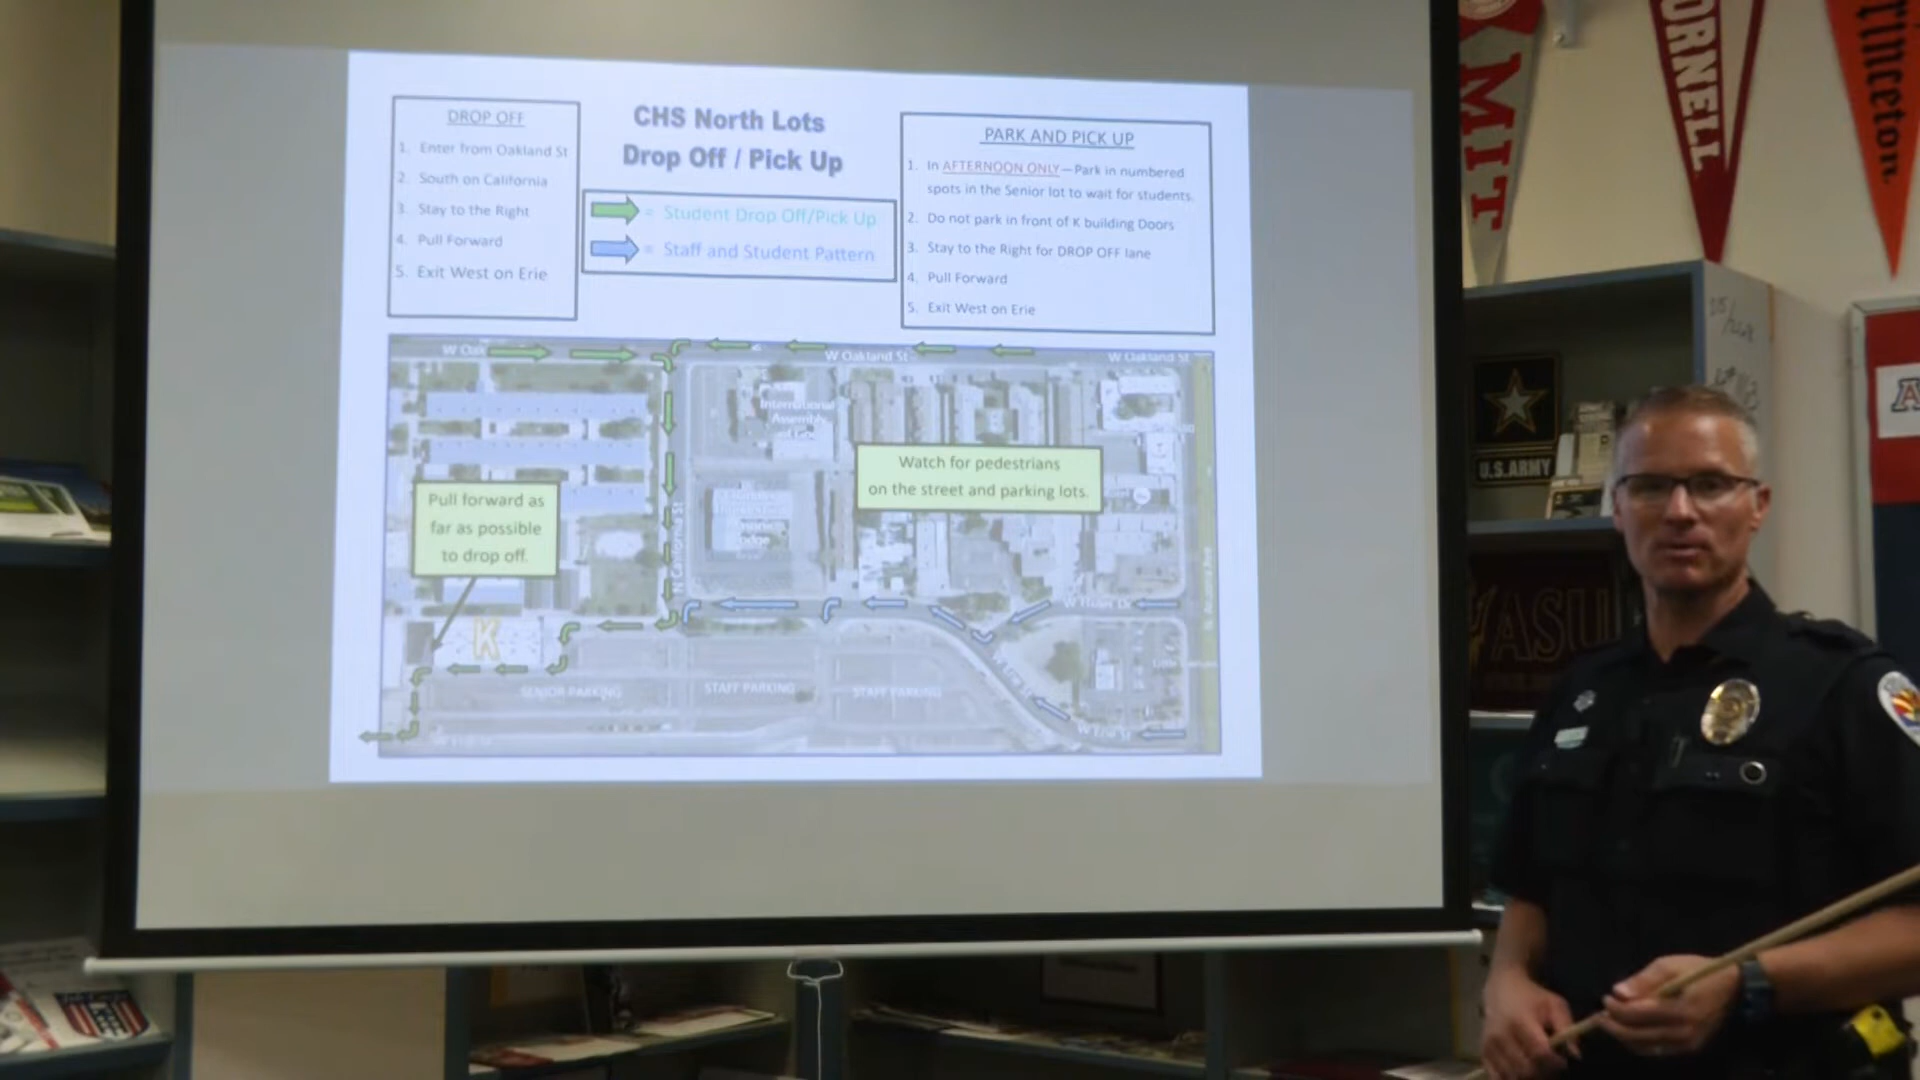 CHS North Lots
Drop Off / Pick Up
DROP OFF
1. Enter from Oakland St
2. South on California
3. Stay to the Right
4. Pull Forward
5. Exit West on Erie
= Student Drop Off/Pick Up
= Staff and Student Pattern
PARK AND PICK UP
1. In AFTERNOON ONLY—Park in numbered
spots in the Senior lot to wait for students.
2. Do not park in front of K building Doors
3. Stay to the Right for DROP OFF lane
4. Pull Forward
5. Exit West on Erie
W Oak
W Oakland St
W Oakland St
International
Assembly
Watch for pedestrians
on the street and parking lots.
Pull forward as
far as possible
to drop off.
N California St
K
SENIOR PARKING
STAFF PARKING
STAFF PARKING
W Erie St
MIT
CORNELL
U.S. ARMY
ASU
A